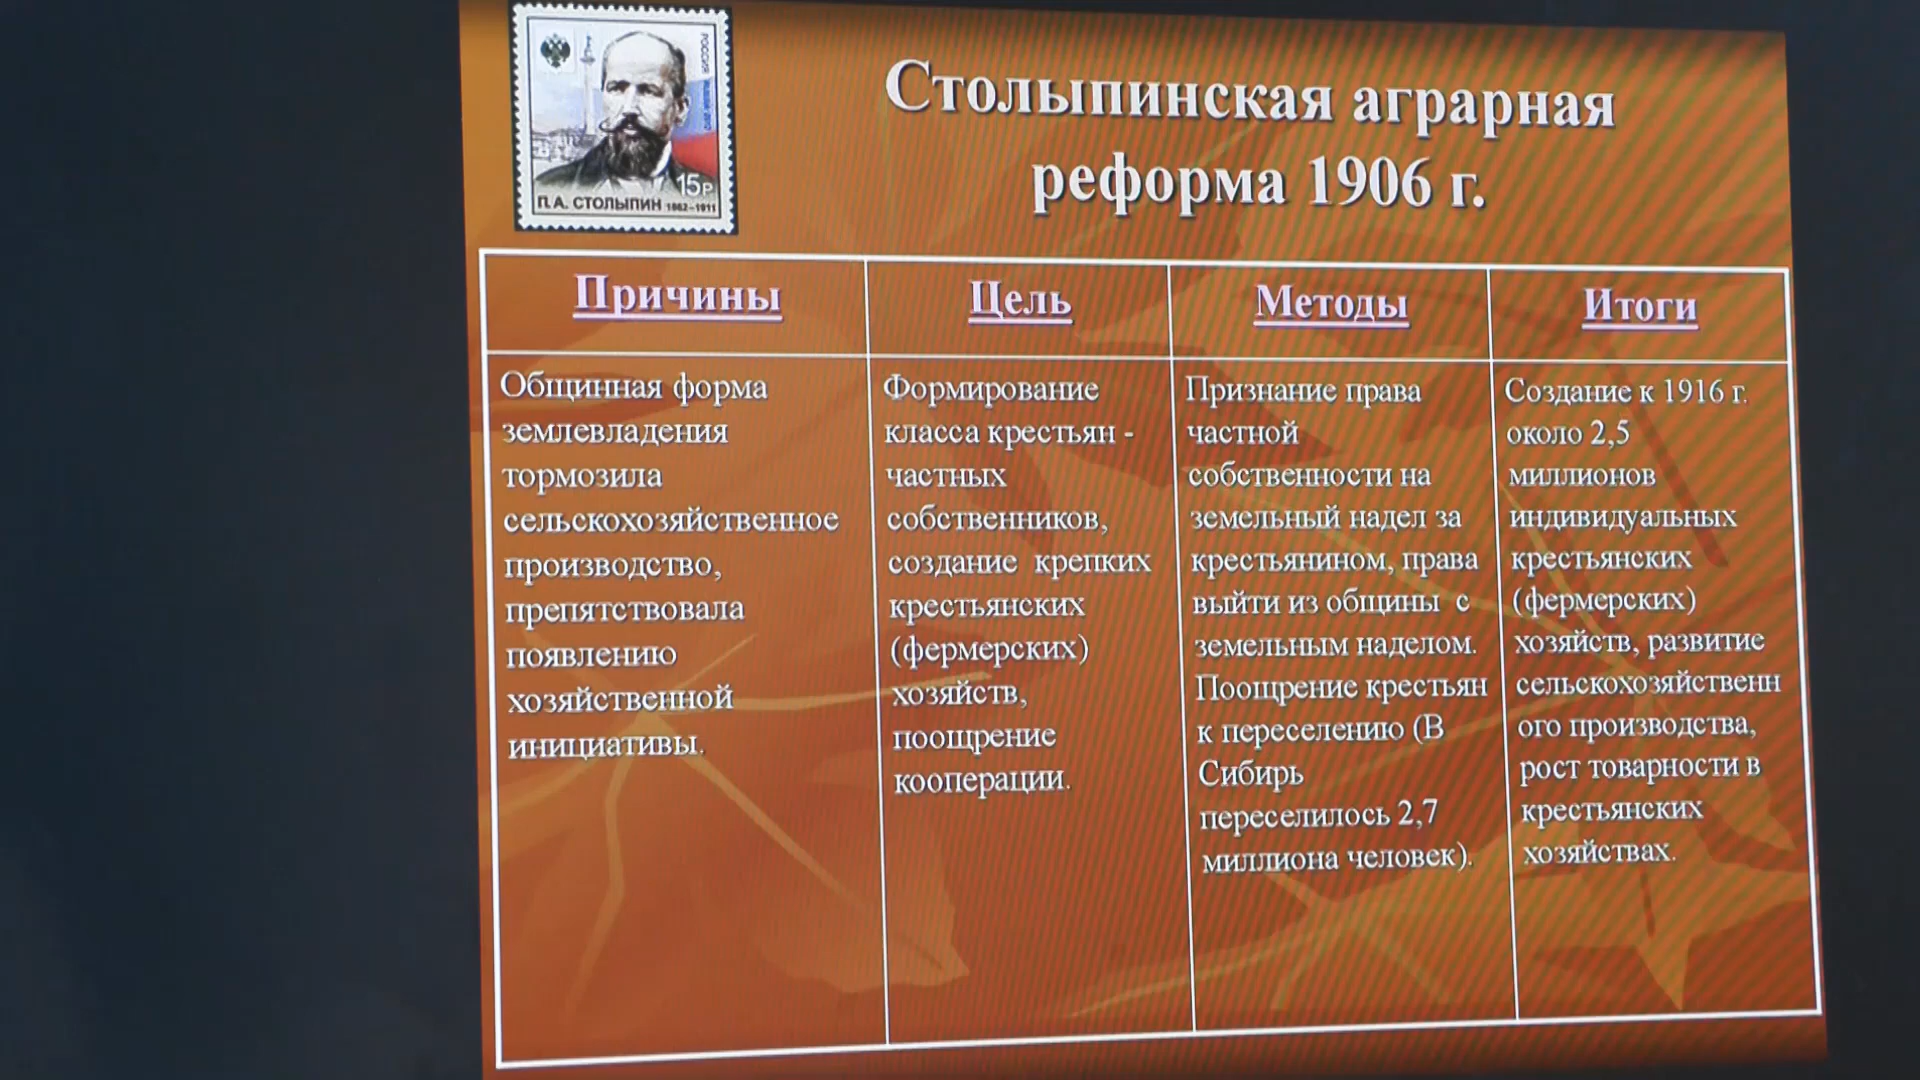 РОССИЯ RUSSIA 2012
15р
П.А. СТОЛЫПИН 1862–1911
Столыпинская аграрная
реформа 1906 г.
Причины
Цель
Методы
Итоги
Общинная форма
землевладения
тормозила
сельскохозяйственное
производство,
препятствовала
появлению
хозяйственной
инициативы.
Формирование
класса крестьян -
частных
собственников,
создание крепких
крестьянских
(фермерских)
хозяйств,
поощрение
кооперации.
Признание права
частной
собственности на
земельный надел за
крестьянином, права
выйти из общины с
земельным наделом.
Поощрение крестьян
к переселению (В
Сибирь
переселилось 2,7
миллиона человек).
Создание к 1916 г.
около 2,5
миллионов
индивидуальных
крестьянских
(фермерских)
хозяйств, развитие
сельскохозяйственн
ого производства,
рост товарности в
крестьянских
хозяйствах.